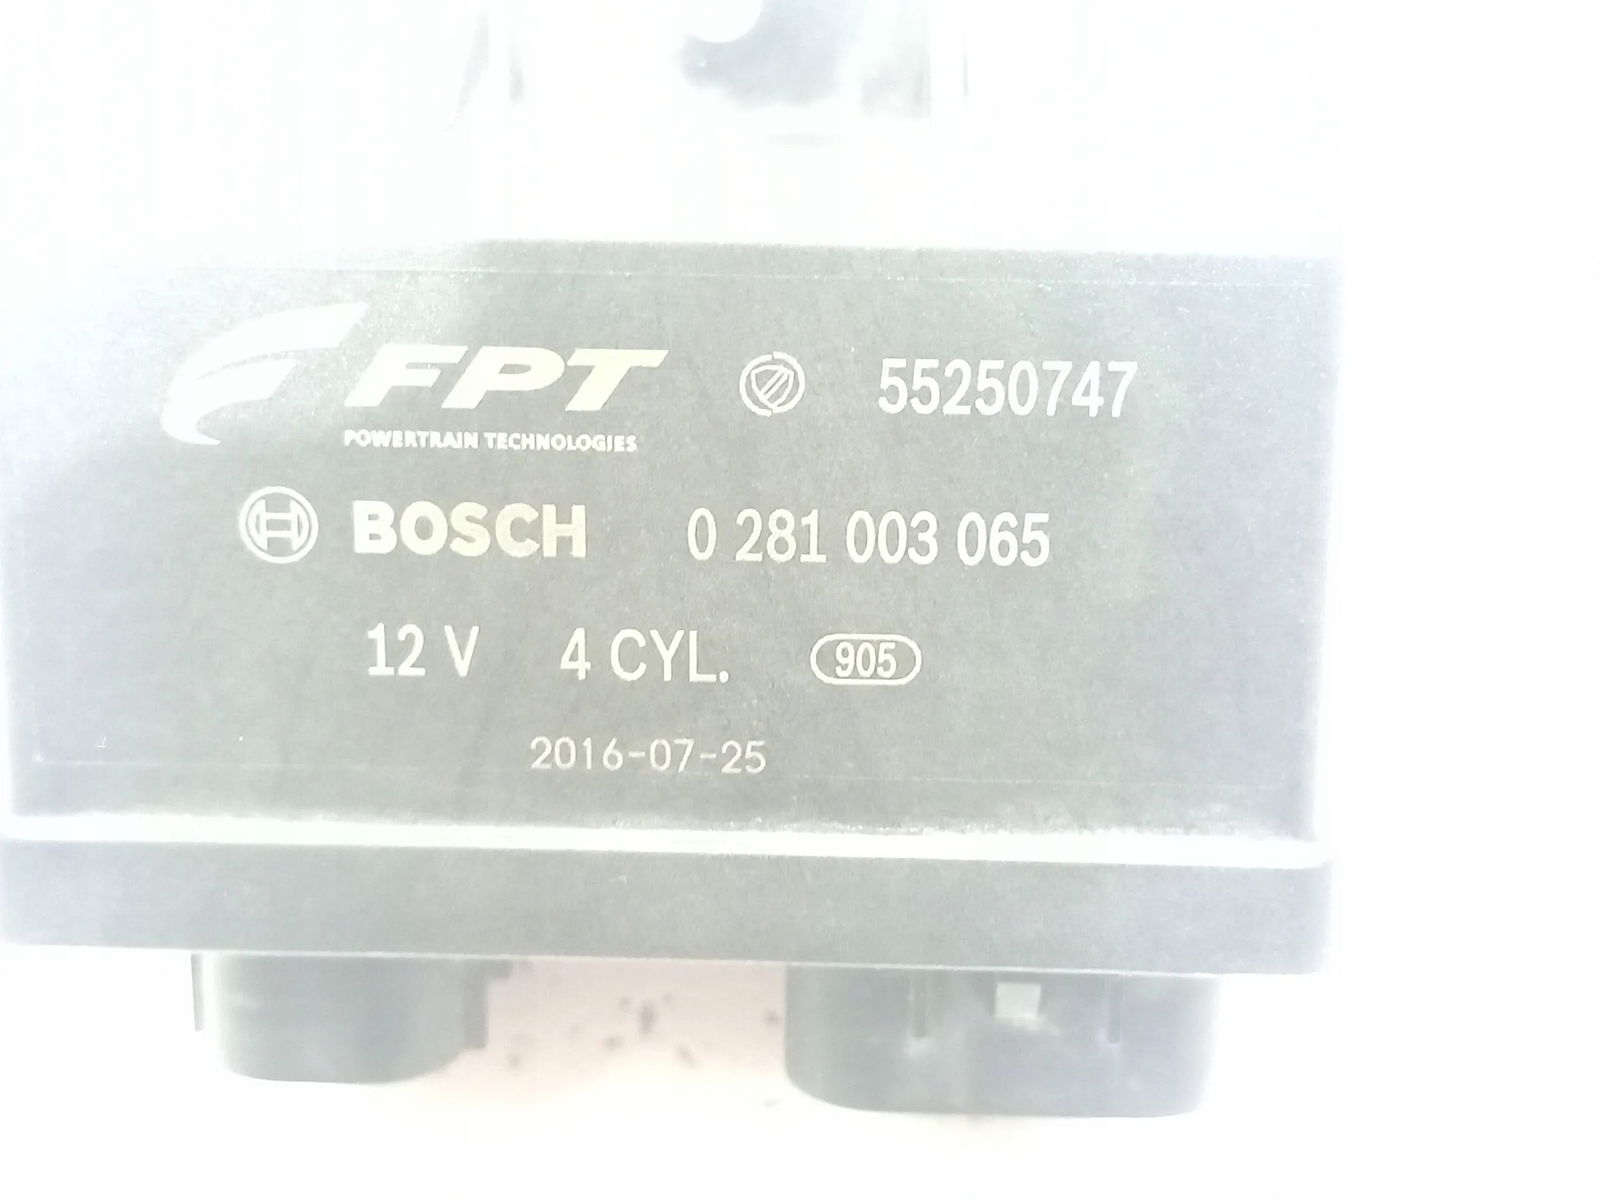 FPT 55250747
POWERTRAIN TECHNOLOGIES
BOSCH 0 281 003 065
12 V 4 CYL. 905
2016-07-25